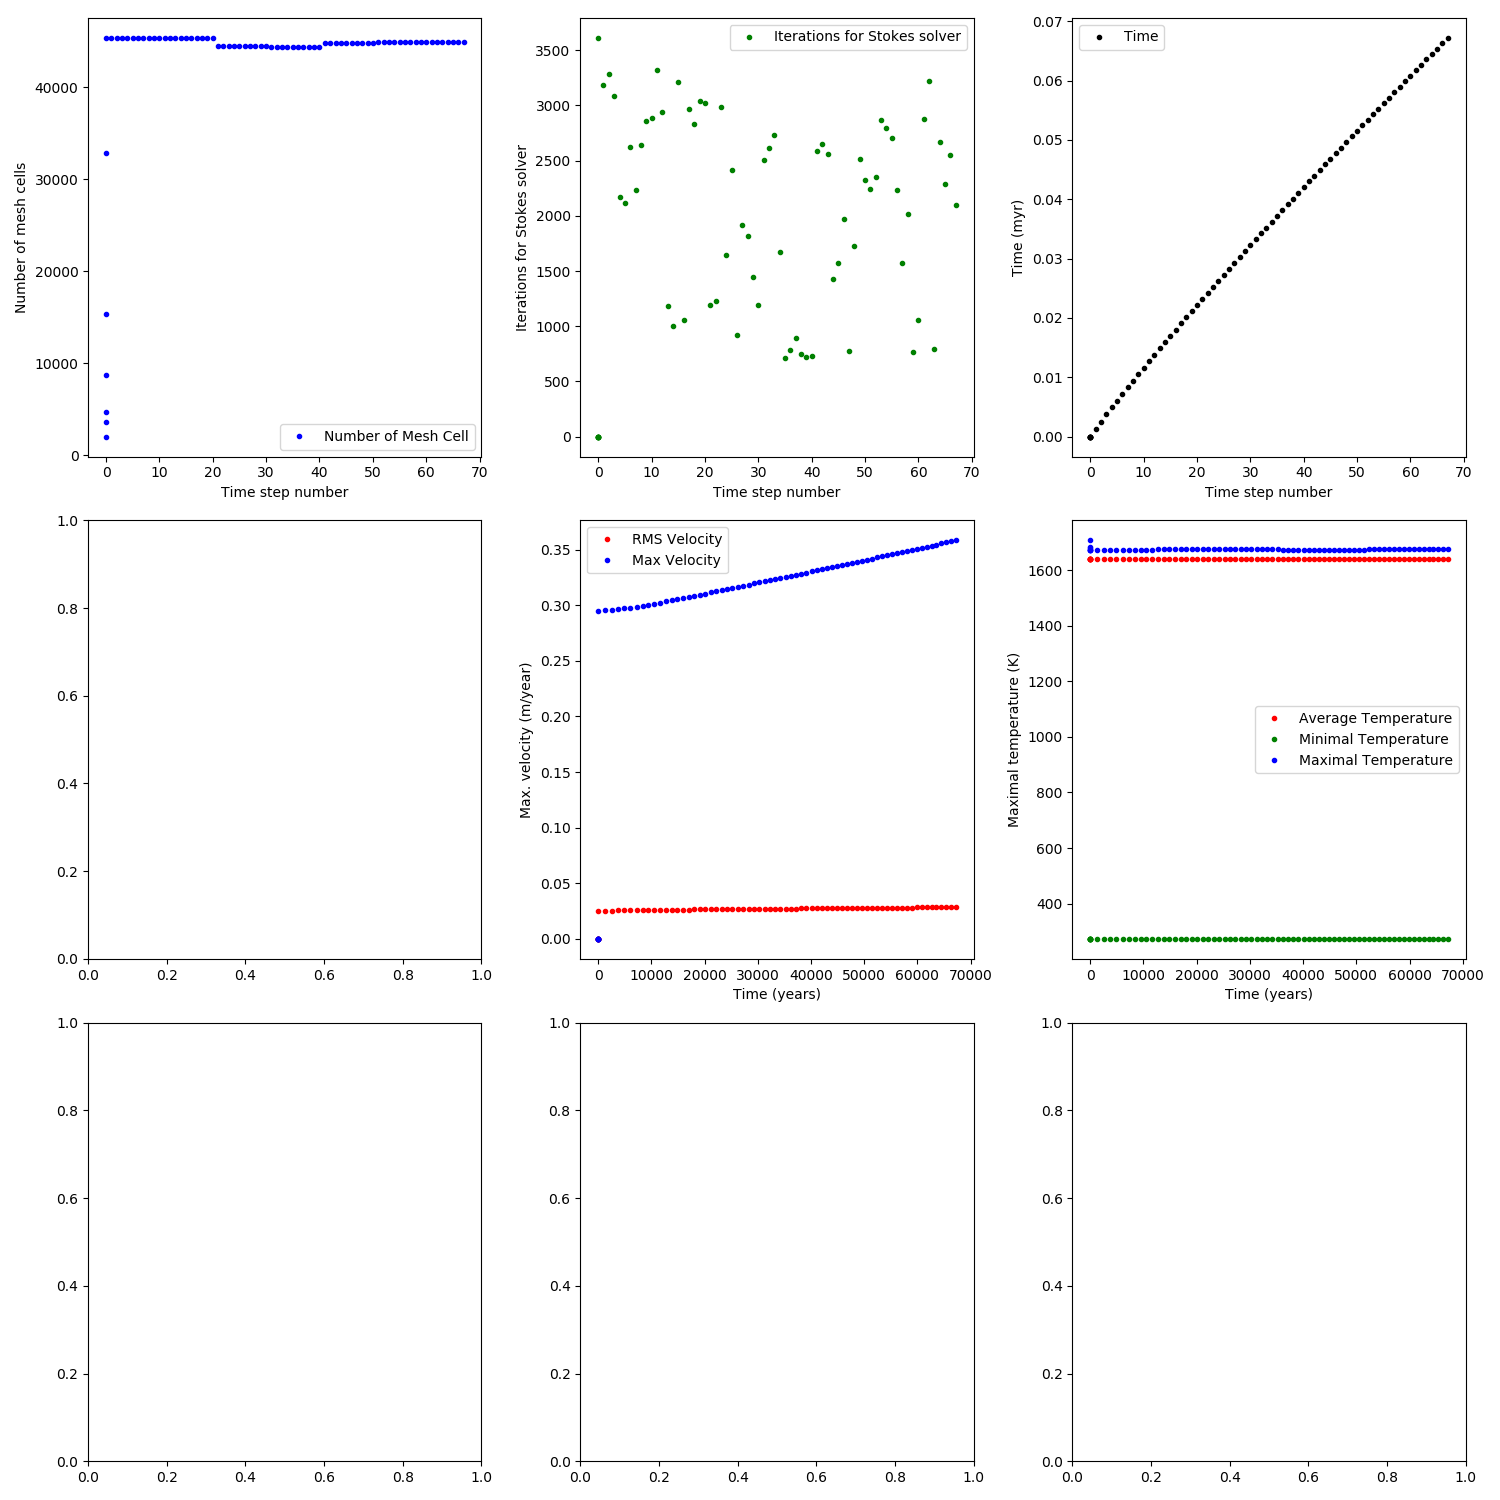 40000
30000
20000
10000
0
Number of mesh cells
Number of Mesh Cell
0 10 20 30 40 50 60 70
Time step number
3500
3000
2500
2000
1500
1000
500
0
Iterations for Stokes solver
Iterations for Stokes solver
0 10 20 30 40 50 60 70
Time step number
0.07
0.06
0.05
0.04
0.03
0.02
0.01
0.00
Time (myr)
Time
0 10 20 30 40 50 60 70
Time step number
1.0
0.8
0.6
0.4
0.2
0.0
0.0 0.2 0.4 0.6 0.8 1.0
0.35
0.30
0.25
0.20
0.15
0.10
0.05
0.00
Max. velocity (m/year)
RMS Velocity
Max Velocity
0 10000 20000 30000 40000 50000 60000 70000
Time (years)
1600
1400
1200
1000
800
600
400
Maximal temperature (K)
Average Temperature
Minimal Temperature
Maximal Temperature
0 10000 20000 30000 40000 50000 60000 70000
Time (years)
1.0
0.8
0.6
0.4
0.2
0.0
0.0 0.2 0.4 0.6 0.8 1.0
1.0
0.8
0.6
0.4
0.2
0.0
0.0 0.2 0.4 0.6 0.8 1.0
1.0
0.8
0.6
0.4
0.2
0.0
0.0 0.2 0.4 0.6 0.8 1.0